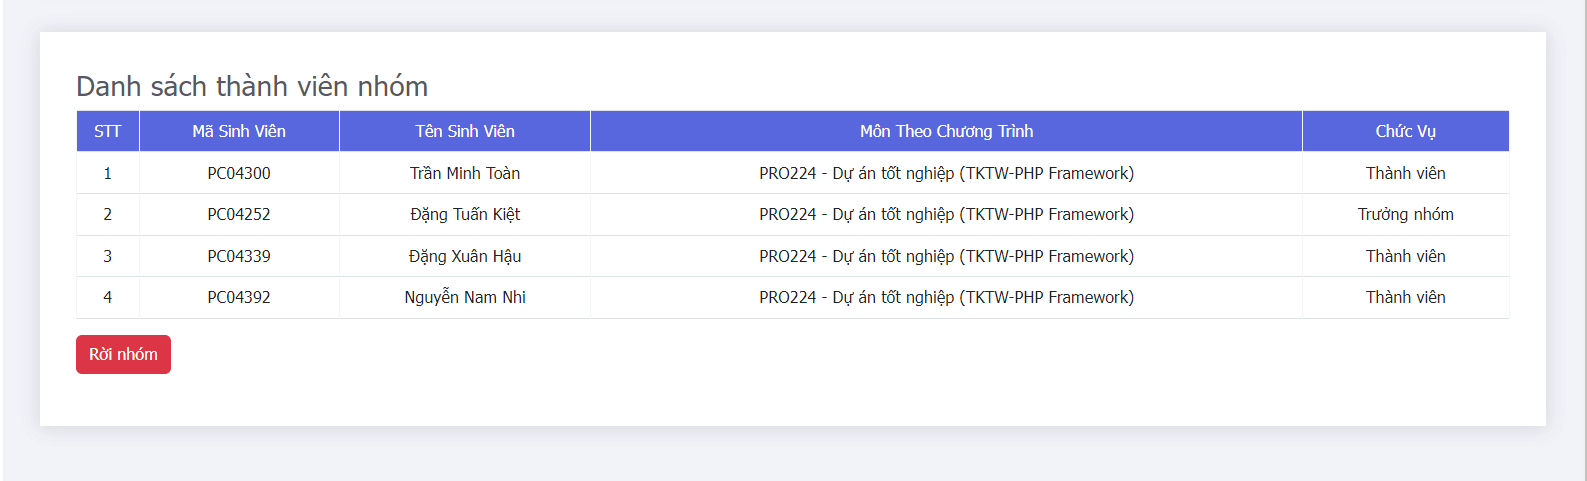 Danh sách thành viên nhóm
STT Mã Sinh Viên Tên Sinh Viên Môn Theo Chương Trình Chức Vụ
1 PC04300 Trần Minh Toàn PRO224 - Dự án tốt nghiệp (TKTW-PHP Framework) Thành viên
2 PC04252 Đặng Tuấn Kiệt PRO224 - Dự án tốt nghiệp (TKTW-PHP Framework) Trưởng nhóm
3 PC04339 Đặng Xuân Hậu PRO224 - Dự án tốt nghiệp (TKTW-PHP Framework) Thành viên
4 PC04392 Nguyễn Nam Nhi PRO224 - Dự án tốt nghiệp (TKTW-PHP Framework) Thành viên
Rời nhóm